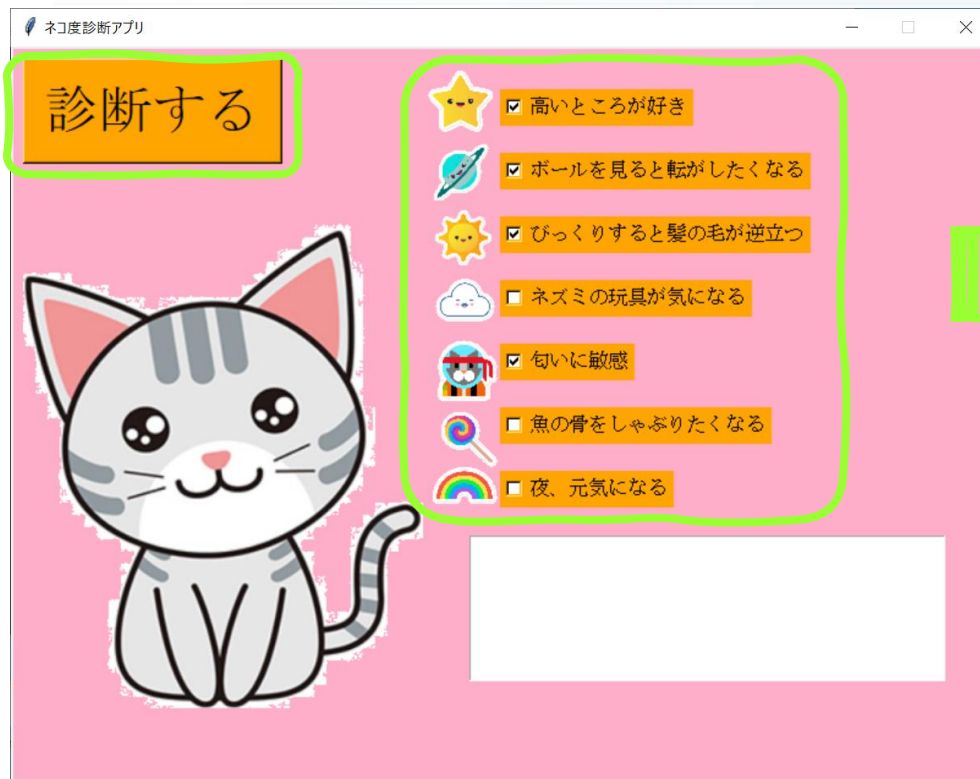 ネコ度診断アプリ
診断する
高いところが好き
ボールを見ると転がしたくなる
びっくりすると髪の毛が逆立つ
ネズミの玩具が気になる
匂いに敏感
魚の骨をしゃぶりたくなる
夜、元気になる